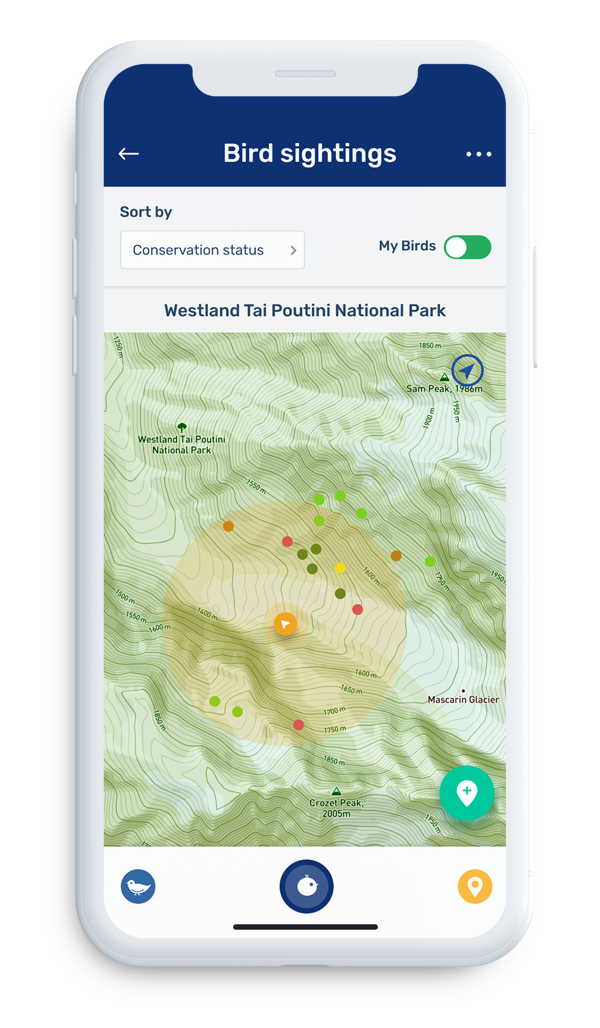 Bird sightings
Sort by
Conservation status
My Birds
Westland Tai Poutini National Park
1250 m
1850 m
Sam Peak, 1986m
1900 m
1950 m
Westland Tai Poutini
National Park
1550 m
1600 m
1750 m
1500 m
1550 m
1600 m
1400 m
1600 m
1650 m
Mascarin Glacier
1700 m
1850 m
1750 m
1850 m
Crozet Peak,
2005m
1950 m